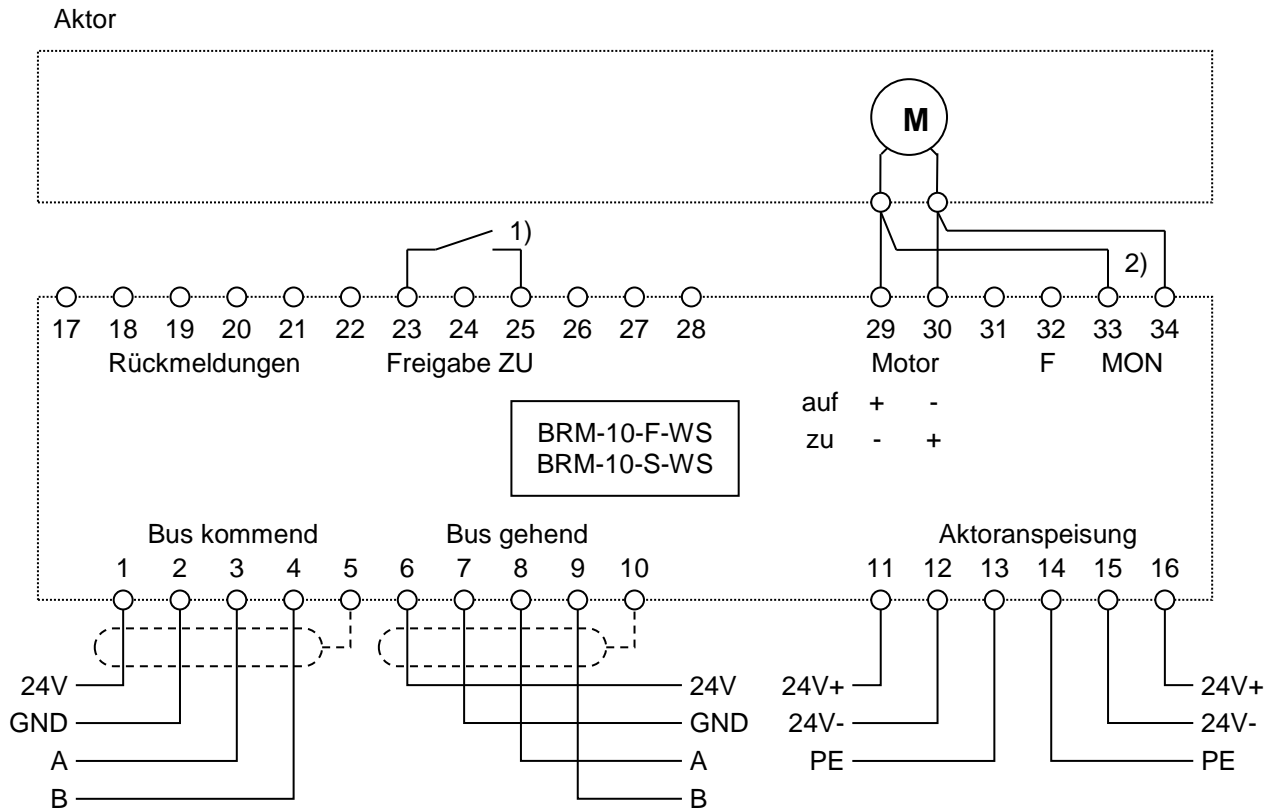 Aktor
M
1)
2)
17 18 19 20 21 22 23 24 25 26 27 28 29 30 31 32 33 34
Rückmeldungen Freigabe ZU Motor F MON
auf + -
zu - +
BRM-10-F-WS
BRM-10-S-WS
Bus kommend Bus gehend Aktoranspeisung
1 2 3 4 5 6 7 8 9 10 11 12 13 14 15 16
24V 24V 24V+ 24V+
GND GND 24V- 24V-
A A PE PE
B B